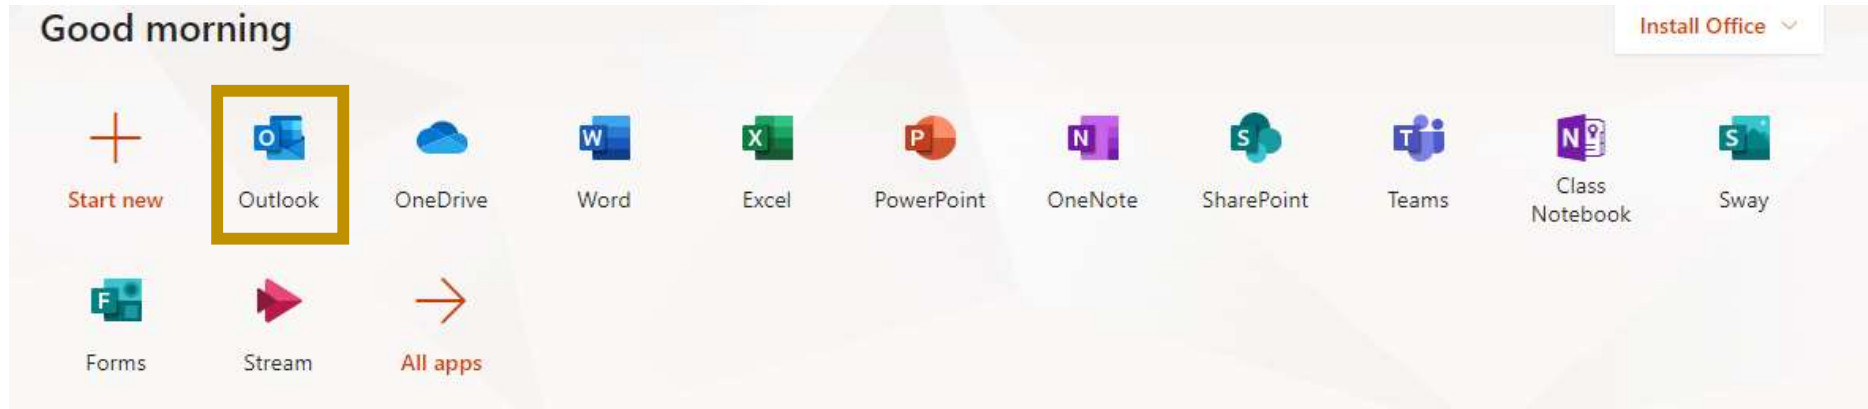 Good morning
Install Office
O
W
X
P
N
S
T
N
S
Start new
Outlook
OneDrive
Word
Excel
PowerPoint
OneNote
SharePoint
Teams
Class
Notebook
Sway
F
Forms
Stream
All apps